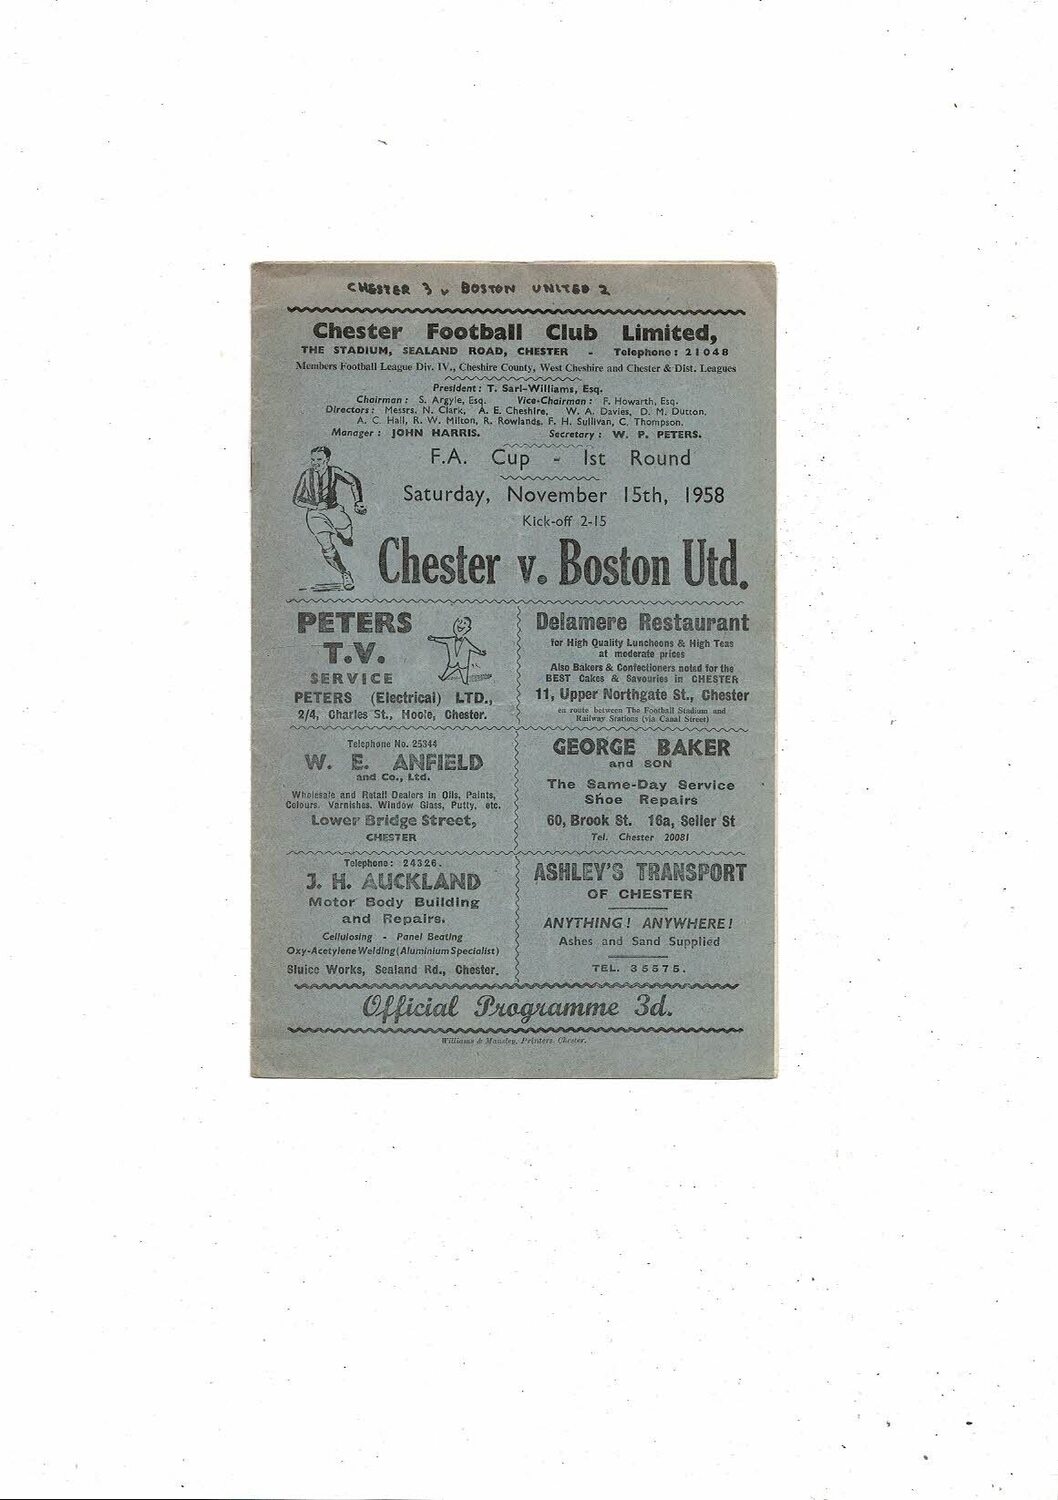 CHESTER 3 v BOSTON UNITED 2
Chester Football Club Limited,
THE STADIUM, SEALAND ROAD, CHESTER - Telephone: 21048
Members Football League Div. IV., Cheshire County, West Cheshire and Chester & Dist. Leagues
President: T. Sarl-Williams, Esq.
Chairman: S. Argyle, Esq. Vice-Chairman: F. Howarth, Esq.
Directors: Messrs. N. Clark, A. E. Cheshire, W. A. Davies, D. M. Dutton,
A. C. Hall, R. W. Milton, R. Rowlands, F. H. Sullivan, C. Thompson.
Manager: JOHN HARRIS. Secretary: W. P. PETERS.
F.A. Cup - 1st Round
Saturday, November 15th, 1958
Kick-off 2-15
Chester v. Boston Utd.
PETERS
T.V.
SERVICE
PETERS (Electrical) LTD.,
2/4, Charles St., Hoole, Chester.
Delamere Restaurant
for High Quality Luncheons & High Teas
at moderate prices
Also Bakers & Confectioners noted for the
BEST Cakes & Savouries in CHESTER
11, Upper Northgate St., Chester
en route between The Football Stadium and
Railway Stations (via Canal Street)
Telephone No. 25344
W. E. ANFIELD
and Co., Ltd.
Wholesale and Retail Dealers in Oils, Paints,
Colours, Varnishes, Window Glass, Putty, etc.
Lower Bridge Street,
CHESTER
GEORGE BAKER
and SON
The Same-Day Service
Shoe Repairs
60, Brook St. 16a, Seller St
Tel. Chester 20081
Telephone: 24326.
J. H. AUCKLAND
Motor Body Building
and Repairs.
Cellulosing - Panel Beating
Oxy-Acetylene Welding (Aluminium Specialist)
Sluice Works, Sealand Rd., Chester.
ASHLEY'S TRANSPORT
OF CHESTER
ANYTHING! ANYWHERE!
Ashes and Sand Supplied
TEL. 35575.
Official Programme 3d.
Williams & Mansley, Printers, Chester.